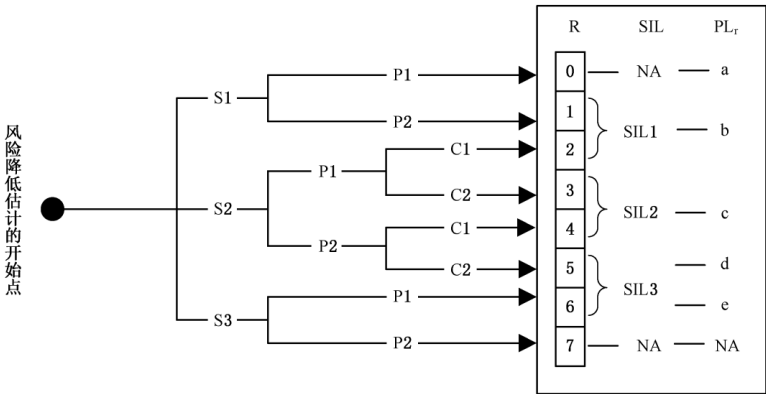 风险降低估计的开始点
S1
S2
S3
P1
P2
P1
P2
P1
P2
C1
C2
C1
C2
R SIL PLr
0 NA a
1
SIL1 b
2
3
SIL2 c
4
5 d
SIL3
6 e
7 NA NA